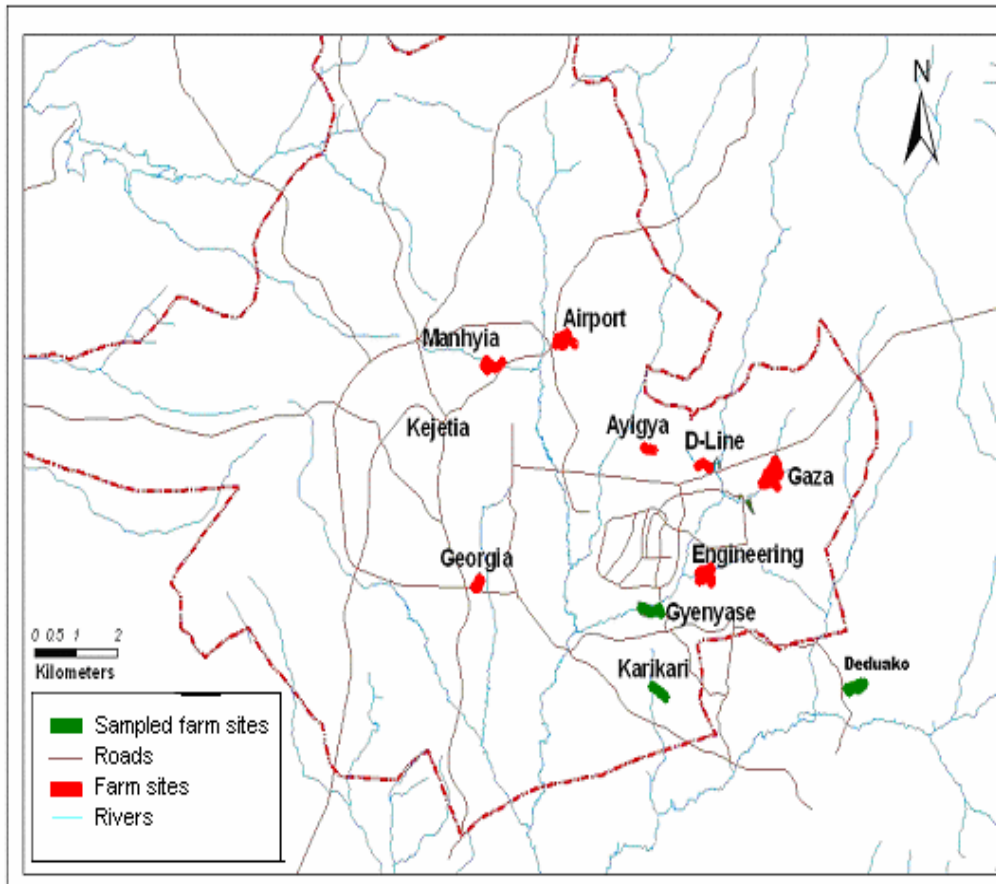 N
Airport
Manhyia
Kejetia
Ayigya
D-Line
Gaza
Georgia
Engineering
Gyenyase
Karikari
Deduako
0 0.5 1 2
Kilometers
Sampled farm sites
Roads
Farm sites
Rivers